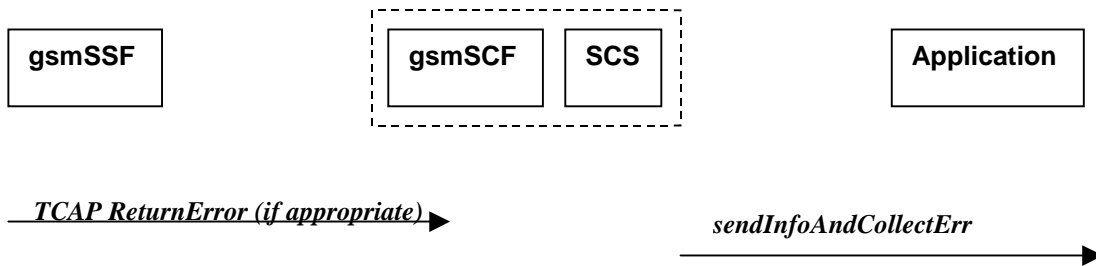 gsmSSF
gsmSCF
SCS
Application
TCAP ReturnError (if appropriate)
sendInfoAndCollectErr